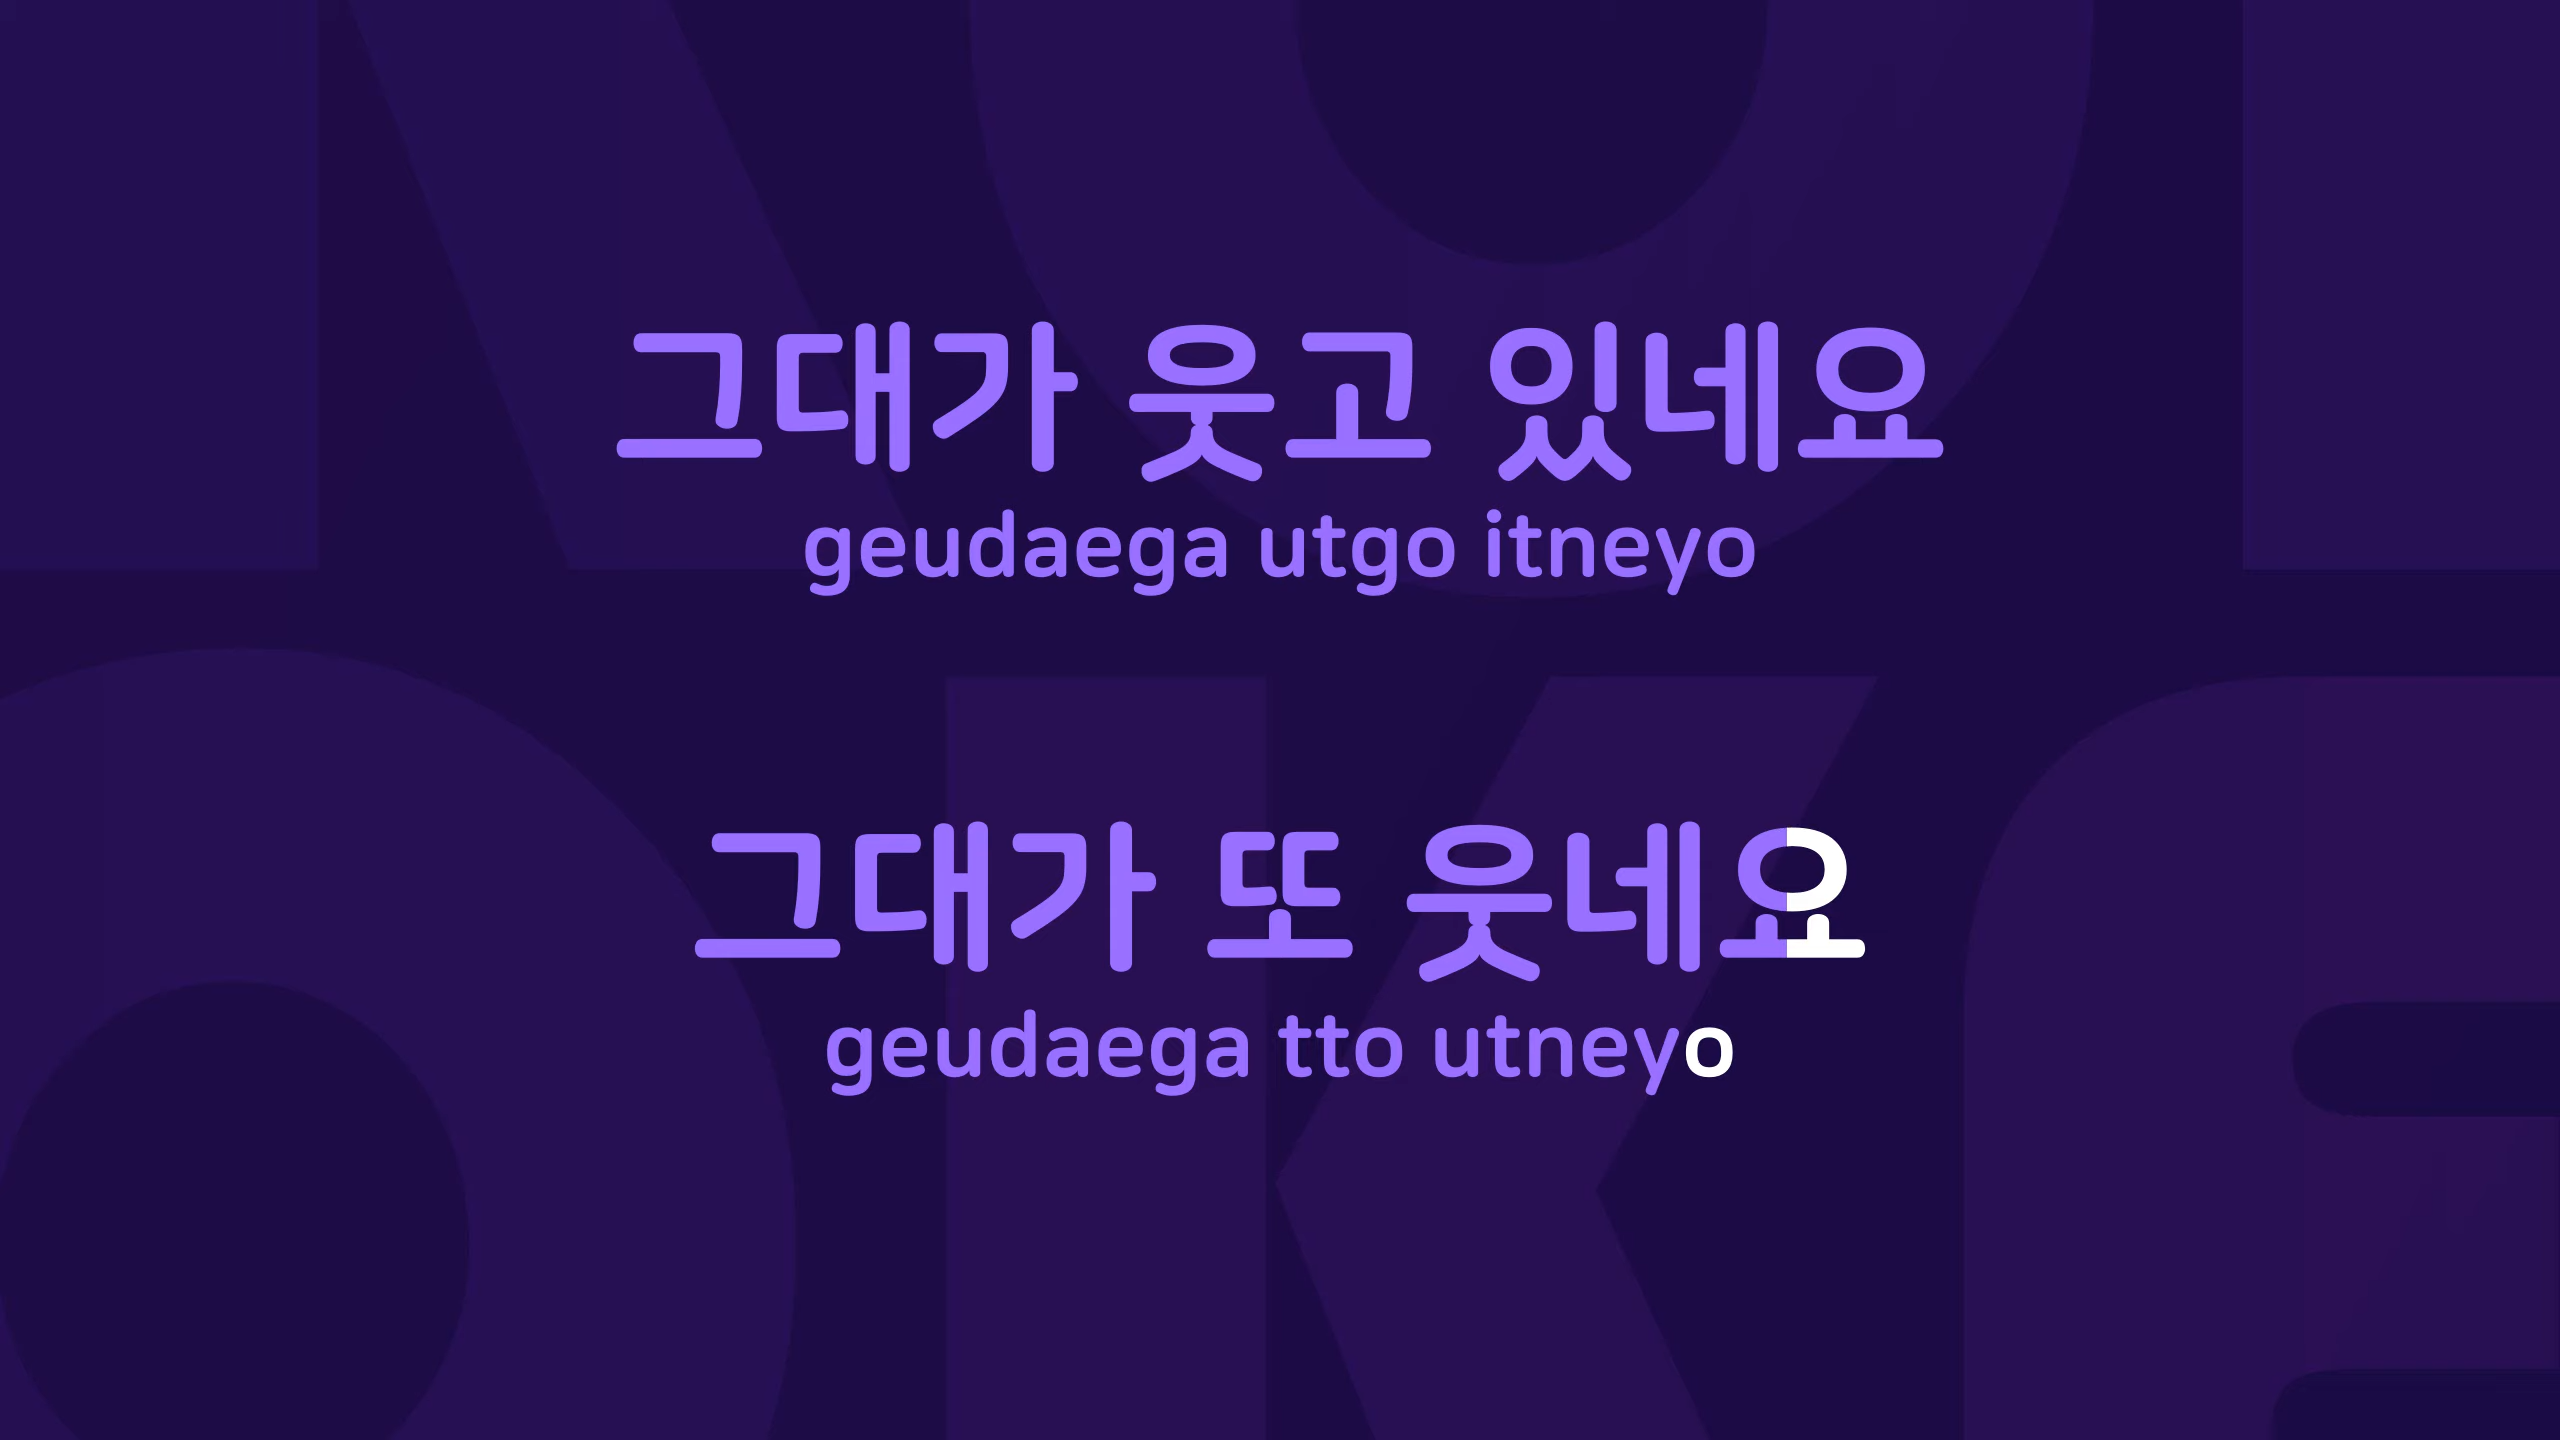 그대가 웃고 있네요
geudaega utgo itneyo
그대가 또 웃네요
geudaega tto utneyo